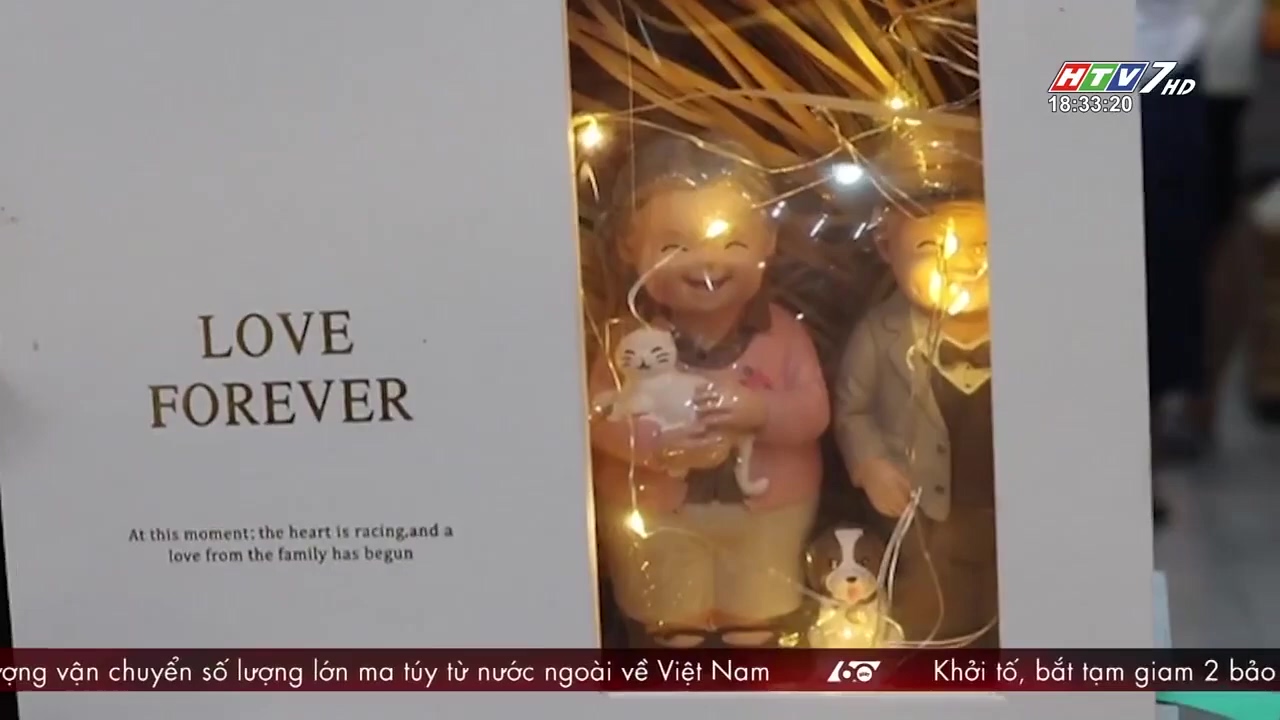 HTV7 HD
18:33:20
LOVE
FOREVER
At this moment: the heart is racing,and a
love from the family has begun
vận chuyển số lượng lớn ma túy từ nước ngoài về Việt Nam
60
Khởi tố, bắt tạm giam 2 bảo